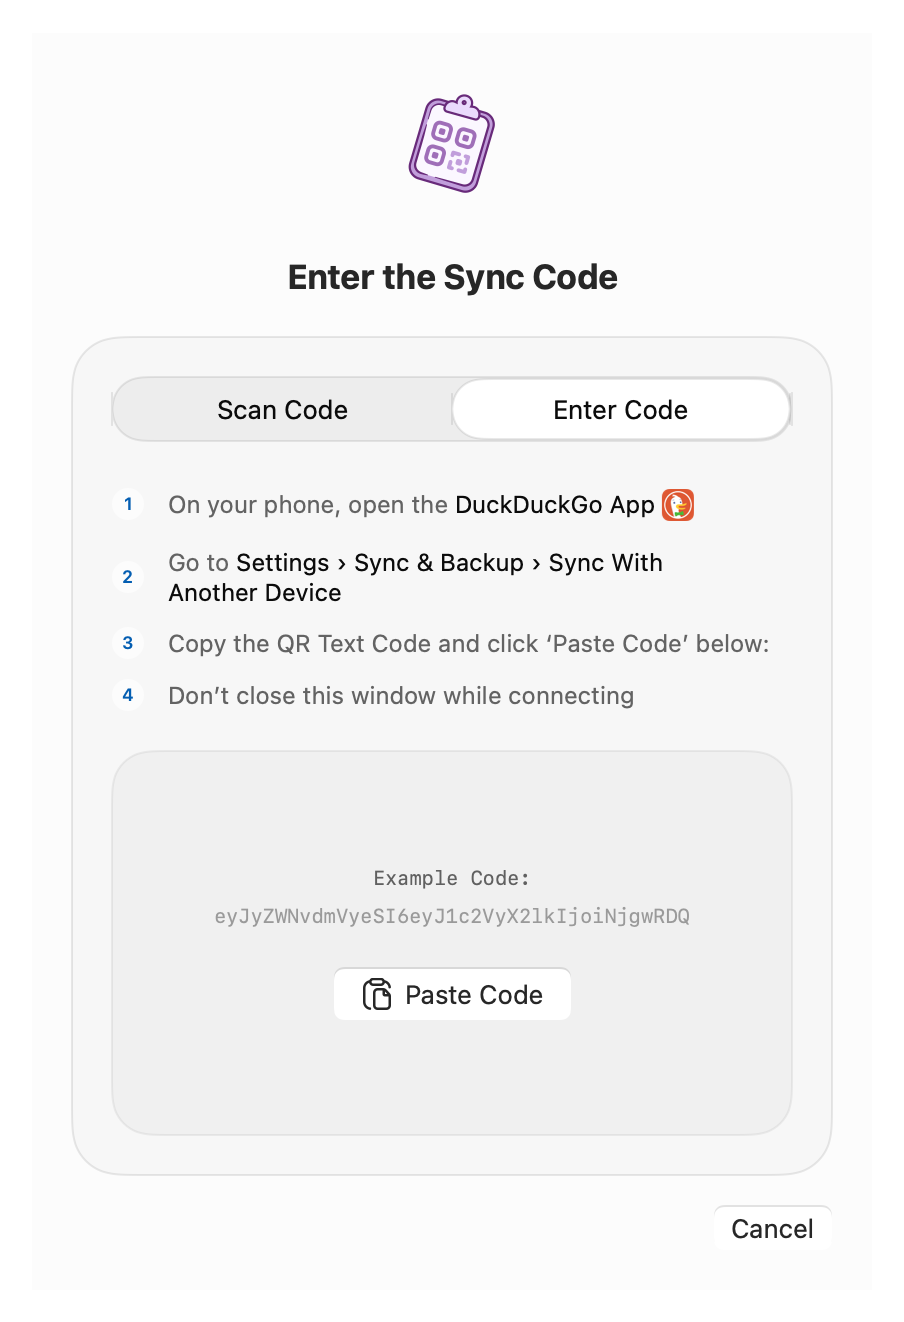 Enter the Sync Code
Scan Code
Enter Code
1 On your phone, open the DuckDuckGo App
2 Go to Settings › Sync & Backup › Sync With
Another Device
3 Copy the QR Text Code and click ‘Paste Code’ below:
4 Don’t close this window while connecting
Example Code:
eyJyZWNvdmVyeSI6eyJ1c2VyX2lkIjoiNjgwRDQ
Paste Code
Cancel